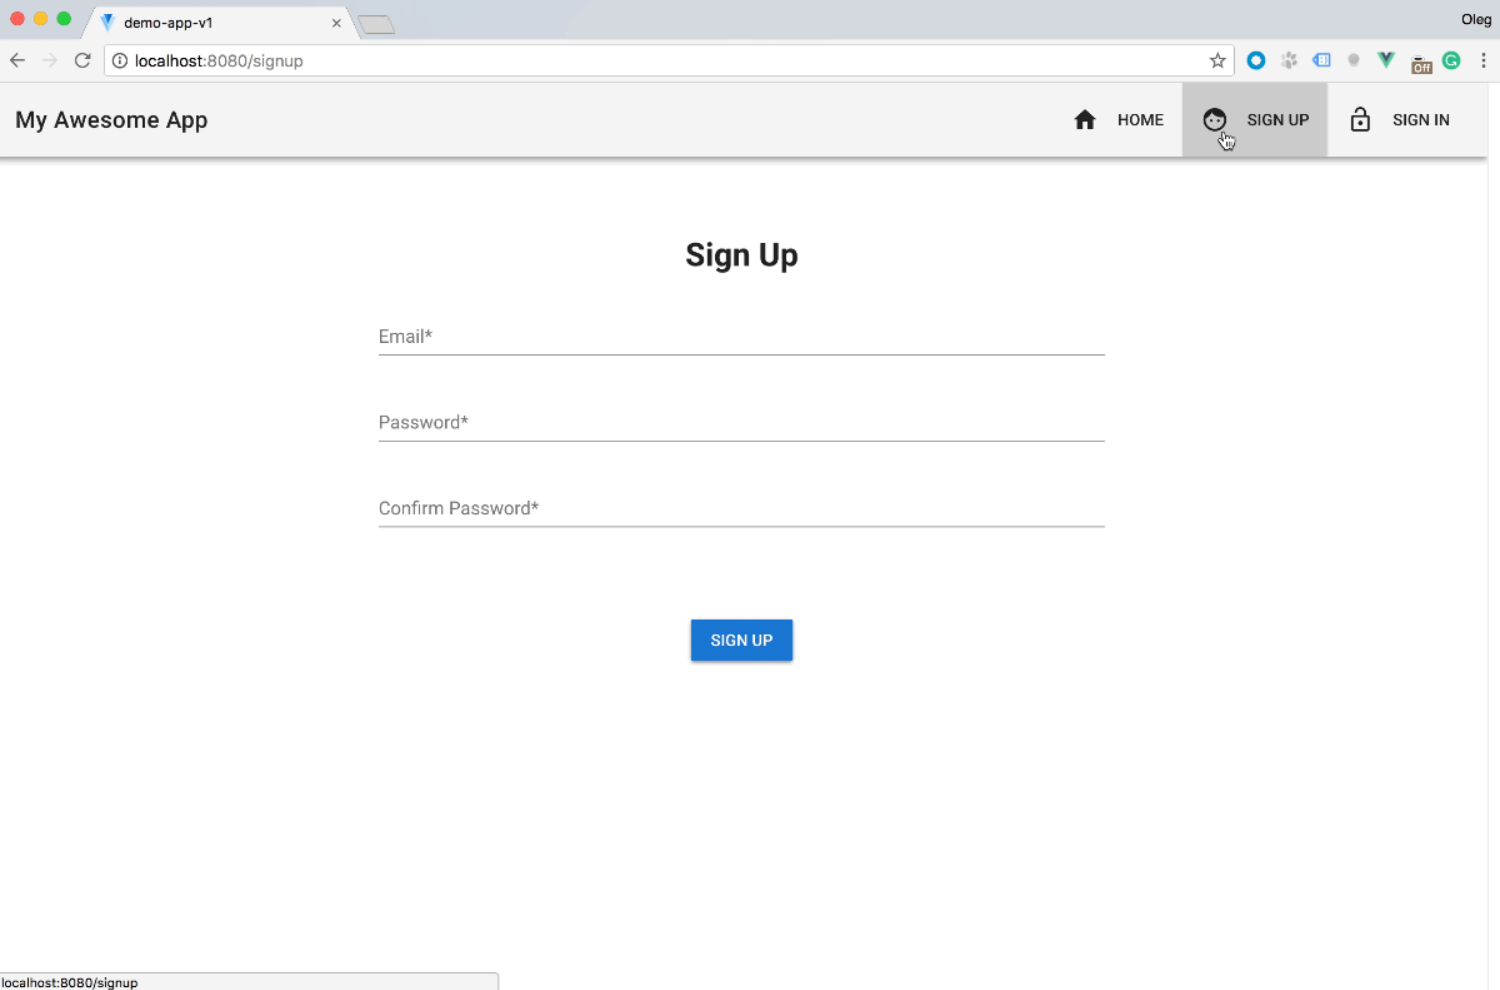 demo-app-v1
Oleg
localhost:8080/signup
Off
My Awesome App
HOME
SIGN UP
SIGN IN
Sign Up
Email*
Password*
Confirm Password*
SIGN UP
localhost:8080/signup